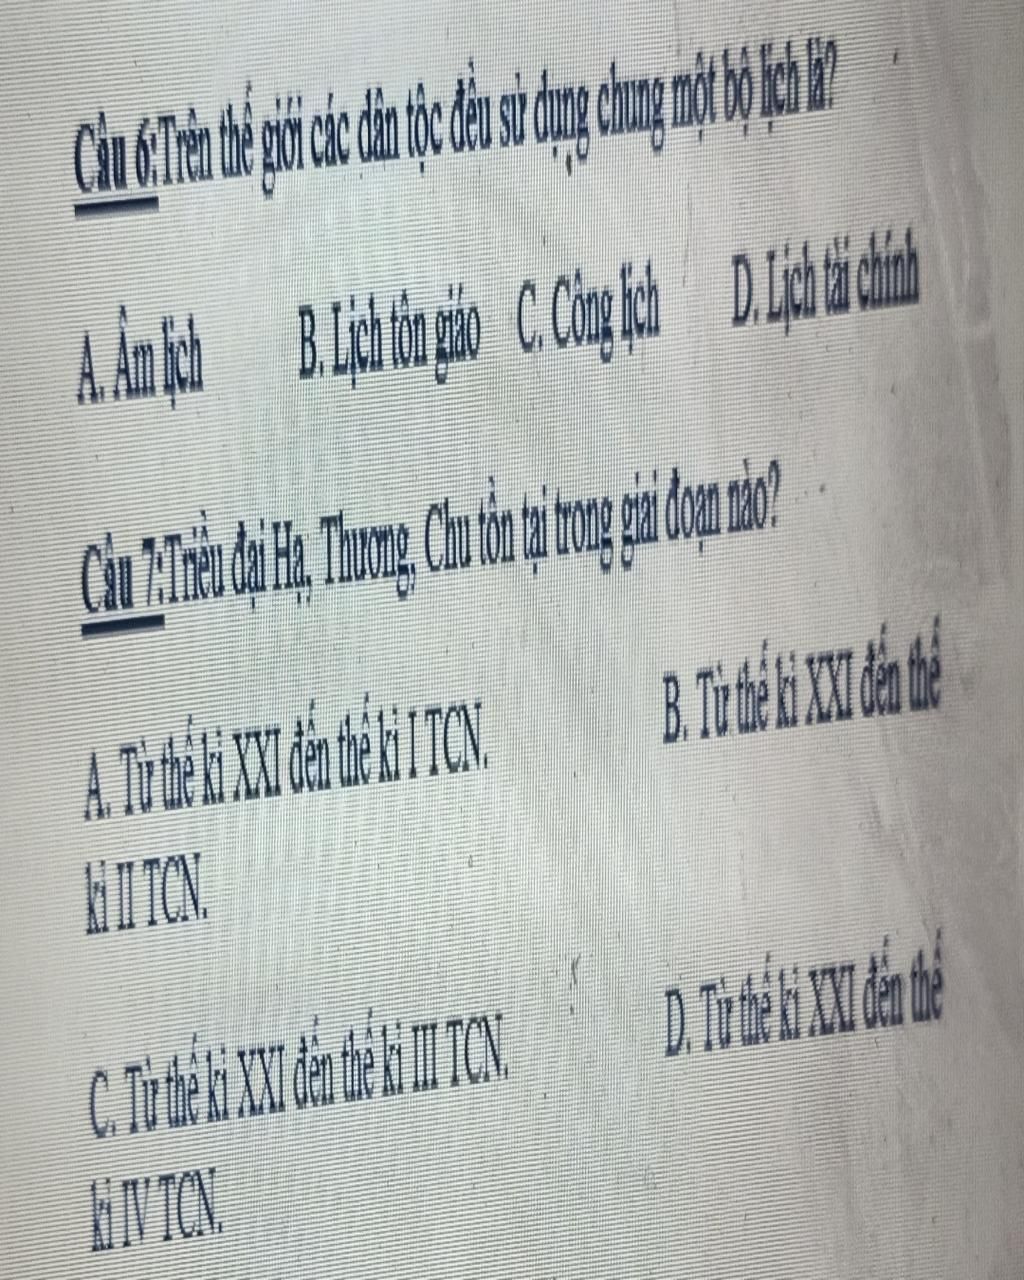 Câu 6:Trên thế giới các dân tộc đều sử dụng chung một bộ lịch là?
A. Âm lịch B. Lịch tôn giáo C. Công lịch D. Lịch tài chính
Câu 7:Triều đại Hạ, Thương, Chu tồn tại trong giai đoạn nào?
A. Từ thế kỉ XXI đến thế kỉ I TCN. B. Từ thế kỉ XXI đến thế
kỉ II TCN.
C. Từ thế kỉ XXI đến thế kỉ III TCN. D. Từ thế kỉ XXI đến thế
kỉ IV TCN.